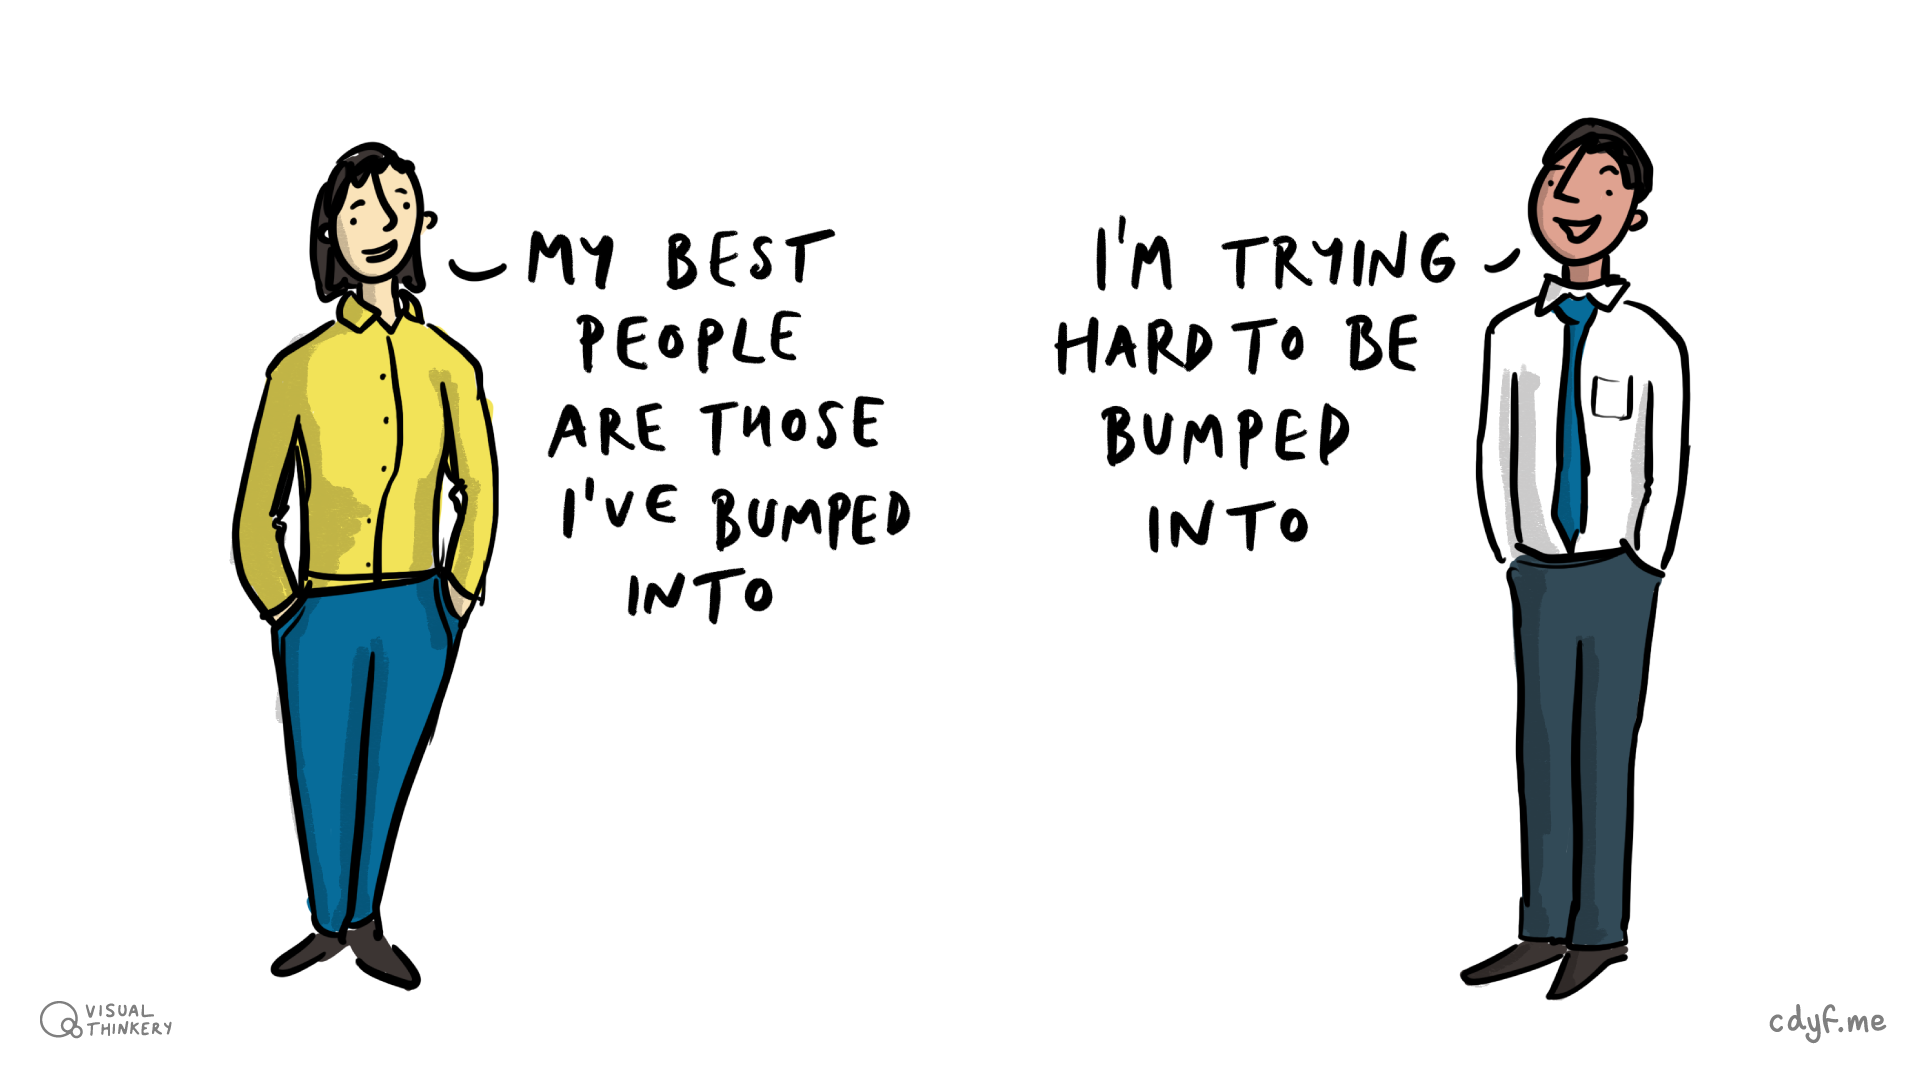 MY BEST
PEOPLE
ARE THOSE
I'VE BUMPED
INTO
I'M TRYING
HARD TO BE
BUMPED
INTO
VISUAL
THINKERY
cdyf.me